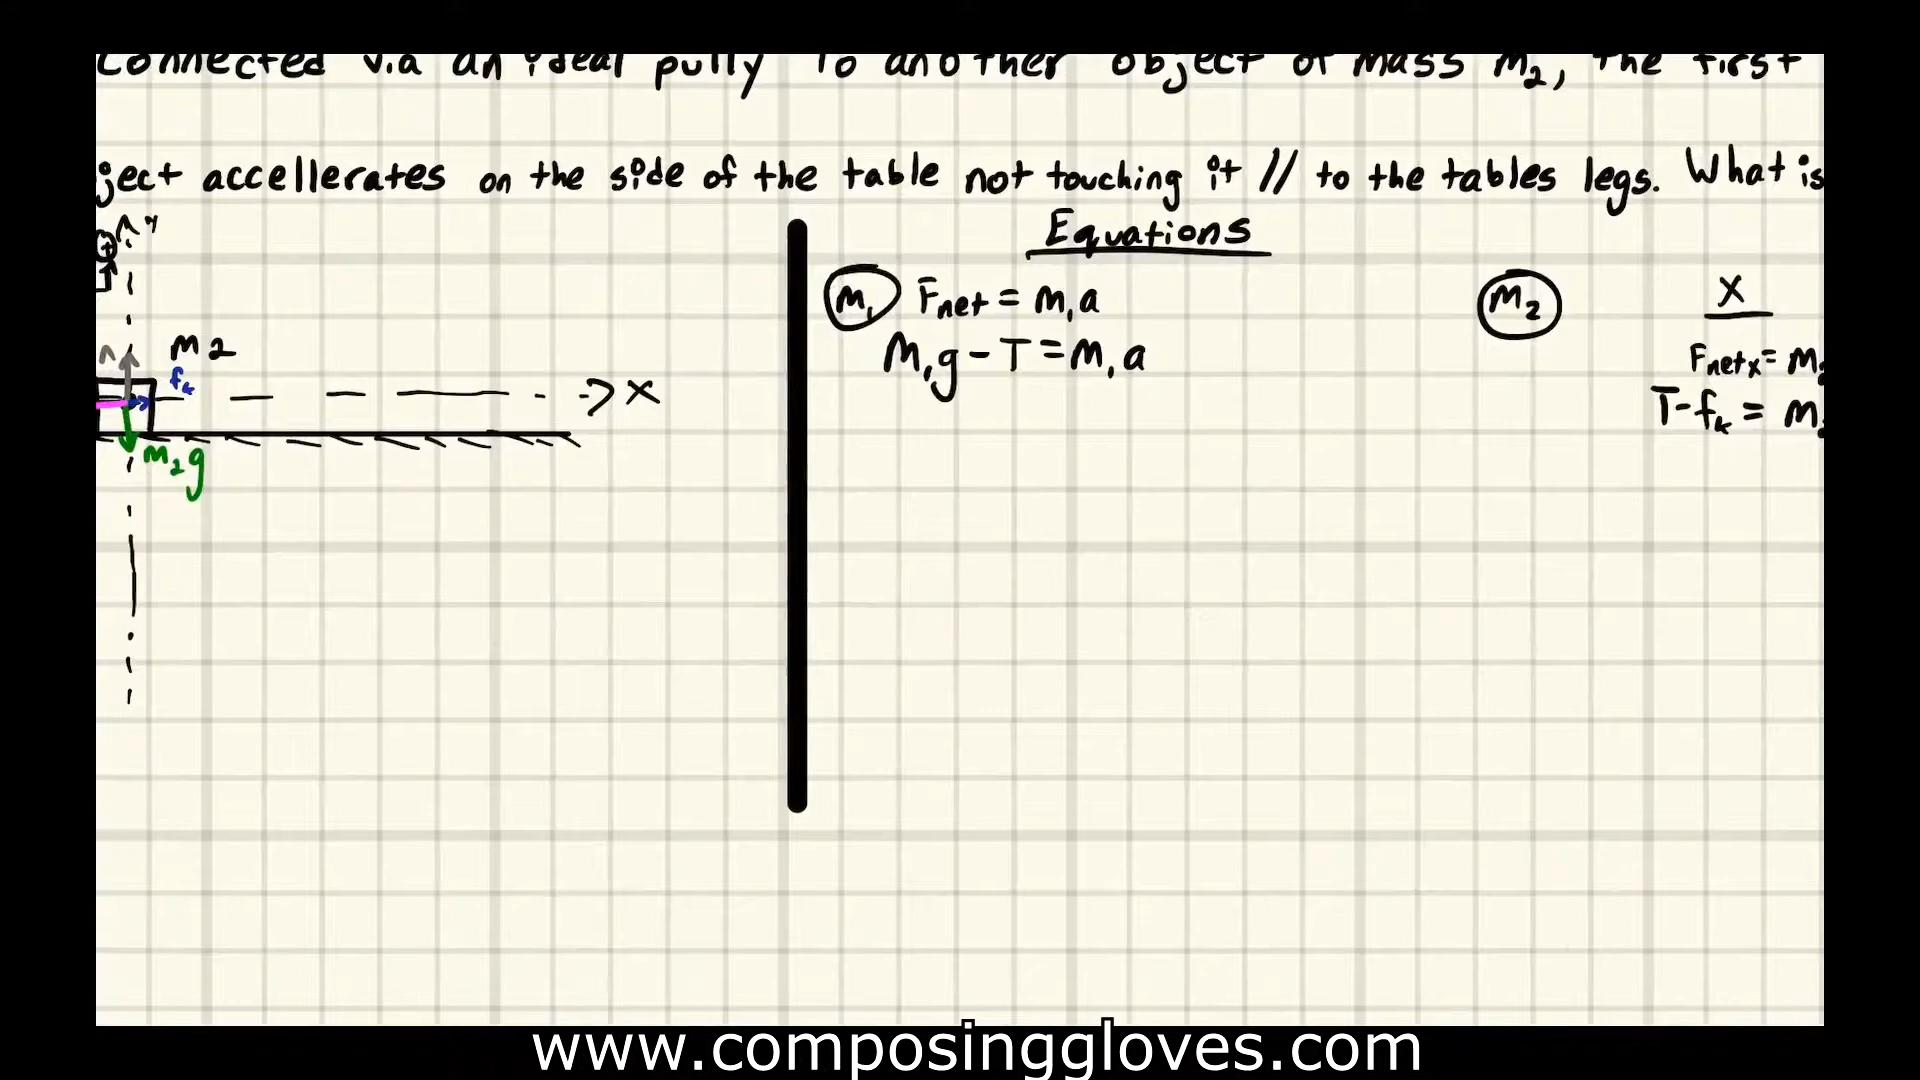 Connected via an ideal pully to another object of mass m₂, the first
ject accellerates on the side of the table not touching it // to the tables legs. What is
Equations
y
+
m₁ Fnet = m₁a
m₂
x
n
m2
m₁g - T = m₁a
Fnetx = m
fk
x
T - fk = m
m₂g
www.composinggloves.com